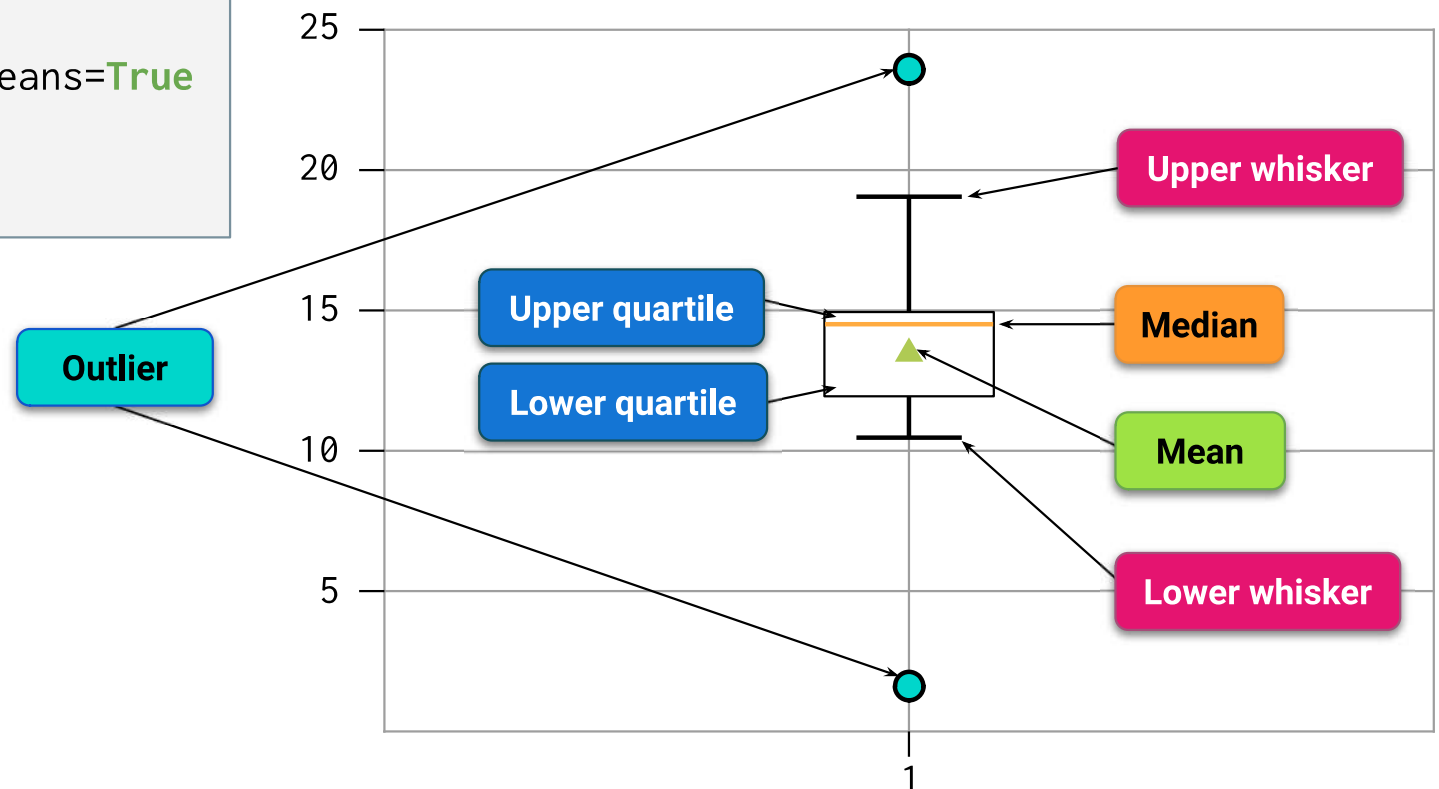 eans=True
25
20
15
10
5
1
Outlier
Upper quartile
Lower quartile
Upper whisker
Median
Mean
Lower whisker